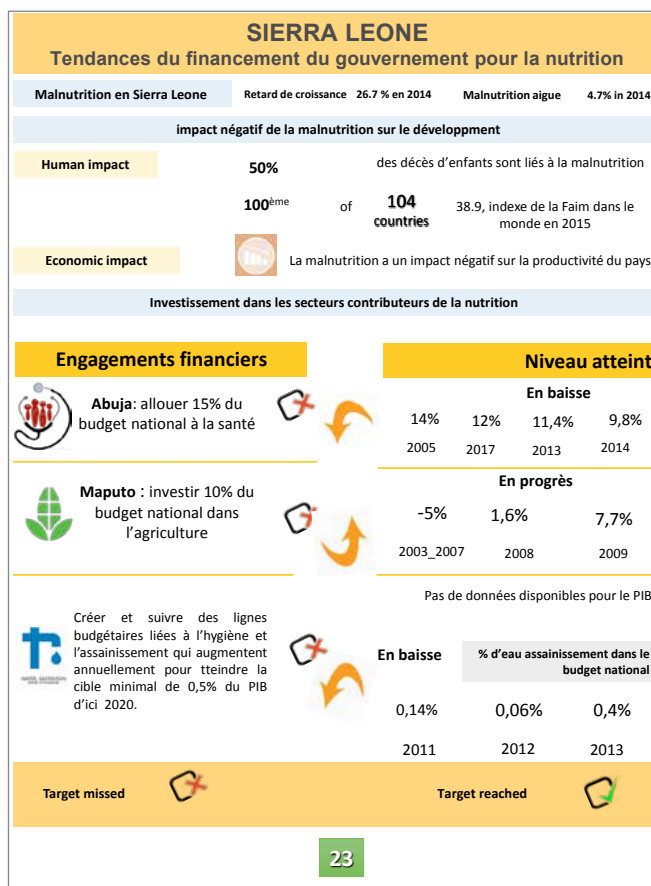 SIERRA LEONE
Tendances du financement du gouvernement pour la nutrition
Malnutrition en Sierra Leone Retard de croissance 26.7 % en 2014 Malnutrition aigue 4.7% in 2014
impact négatif de la malnutrition sur le développment
Human impact 50% des décès d'enfants sont liés à la malnutrition
100ème of 104 38.9, indexe de la Faim dans le
countries monde en 2015
Economic impact La malnutrition a un impact négatif sur la productivité du pays
Investissement dans les secteurs contributeurs de la nutrition
Engagements financiers Niveau atteint
En baisse
Abuja: allouer 15% du
budget national à la santé
14% 12% 11,4% 9,8%
2005 2017 2013 2014
En progrès
Maputo : investir 10% du
budget national dans
l'agriculture
-5% 1,6% 7,7%
2003_2007 2008 2009
Pas de données disponibles pour le PIB
Créer et suivre des lignes
budgétaires liées à l'hygiène et
l'assainissement qui augmentent
annuellement pour tteindre la
cible minimal de 0,5% du PIB
d'ici 2020.
En baisse % d'eau assainissement dans le
budget national
0,14% 0,06% 0,4%
2011 2012 2013
Target missed Target reached
23